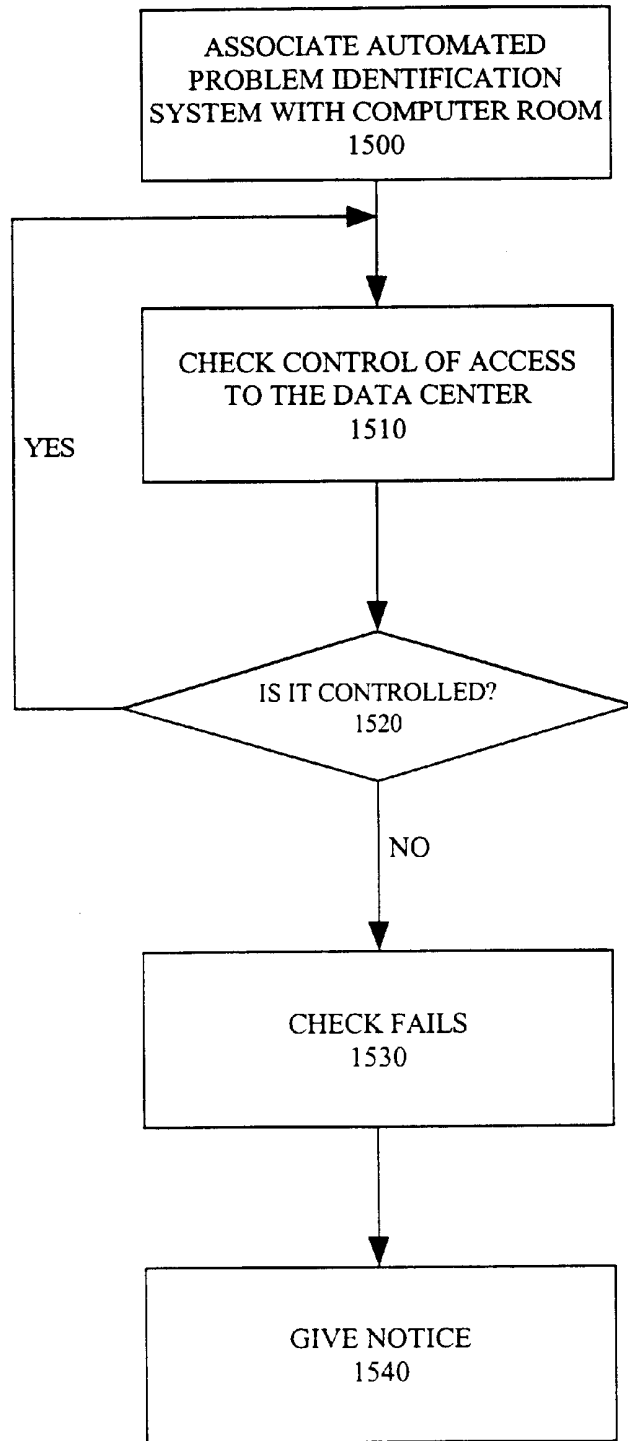 ASSOCIATE AUTOMATED
PROBLEM IDENTIFICATION
SYSTEM WITH COMPUTER ROOM
1500
CHECK CONTROL OF ACCESS
TO THE DATA CENTER
1510
YES
IS IT CONTROLLED?
1520
NO
CHECK FAILS
1530
GIVE NOTICE
1540